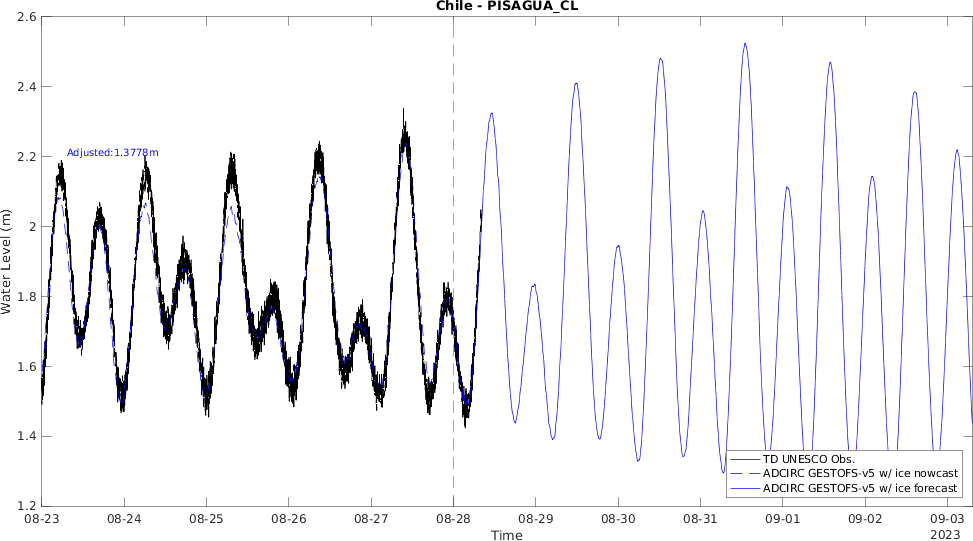 Chile - PISAGUA_CL
2.6
2.4
2.2
2
1.8
1.6
1.4
1.2
Water Level (m)
Adjusted:1.3778m
TD UNESCO Obs.
ADCIRC GESTOFS-v5 w/ ice nowcast
ADCIRC GESTOFS-v5 w/ ice forecast
08-23 08-24 08-25 08-26 08-27 08-28 08-29 08-30 08-31 09-01 09-02 09-03
2023
Time